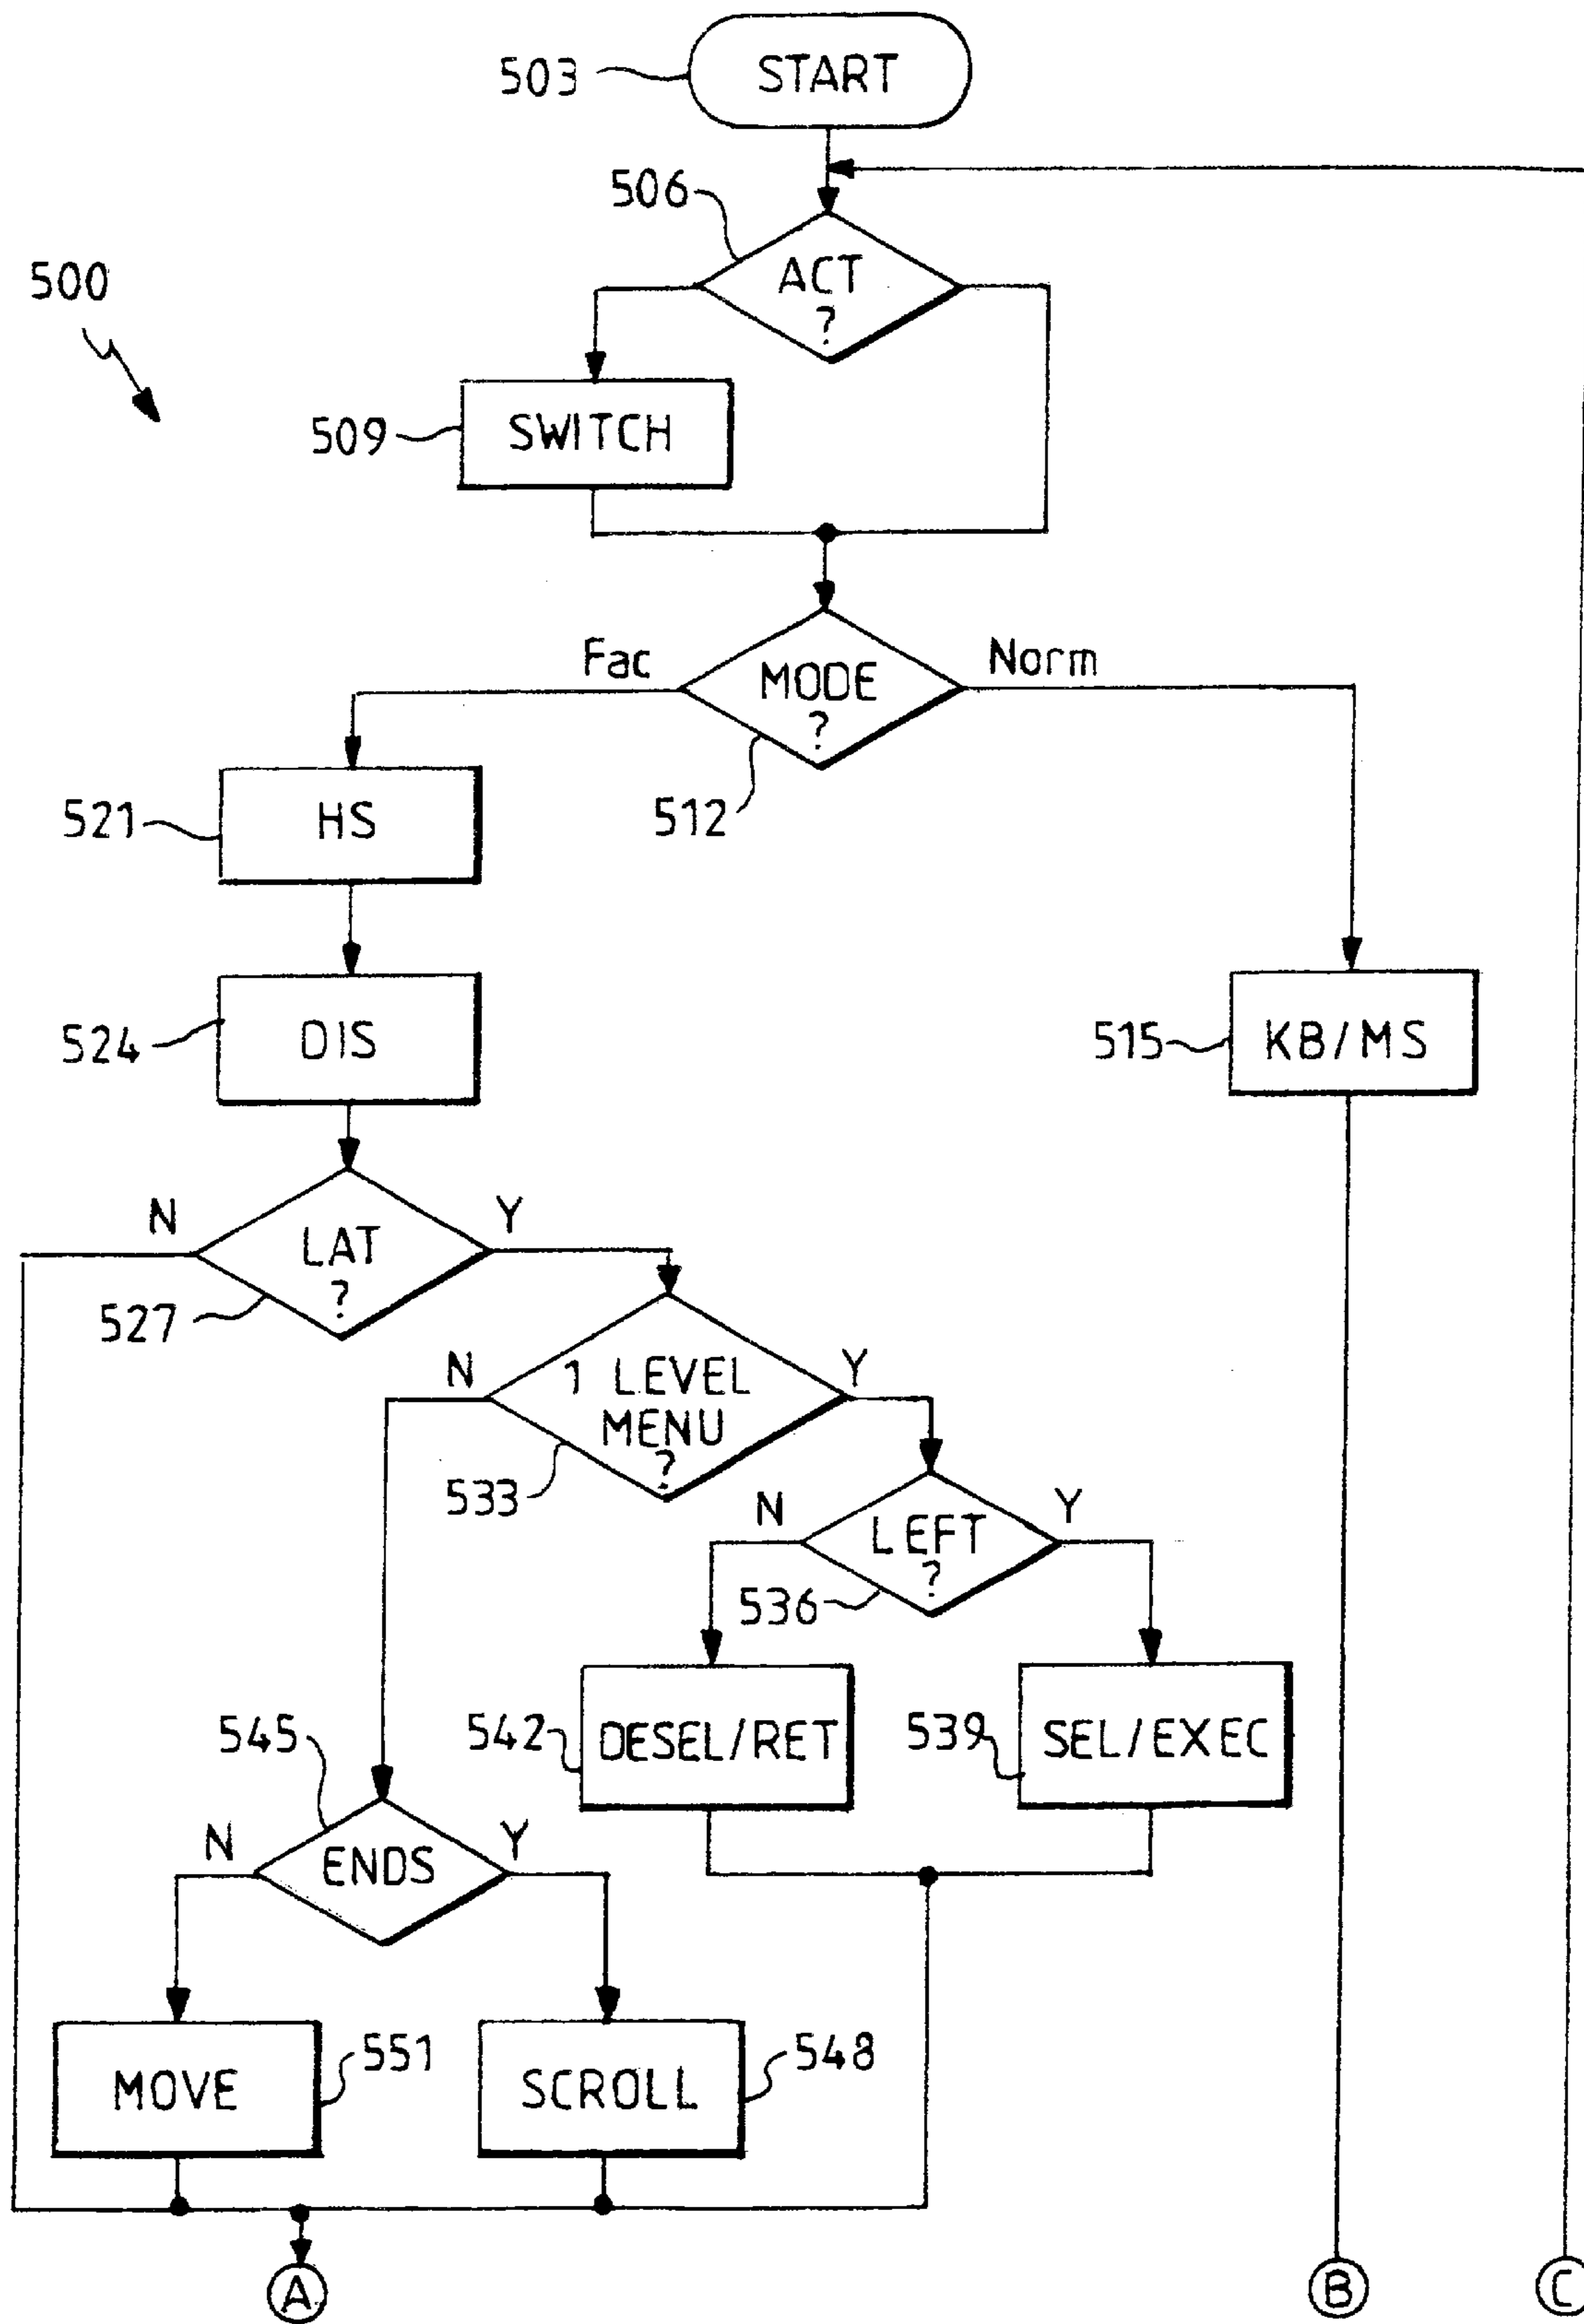 503
START
506
ACT
?
500
509
SWITCH
Fac
MODE
?
Norm
512
521
HS
524
DIS
515
KB/MS
N
LAT
?
Y
527
N
1 LEVEL
MENU
?
Y
533
N
LEFT
?
Y
536
545
542
DESEL/RET
539
SEL/EXEC
N
ENDS
Y
MOVE
551
SCROLL
548
A
B
C